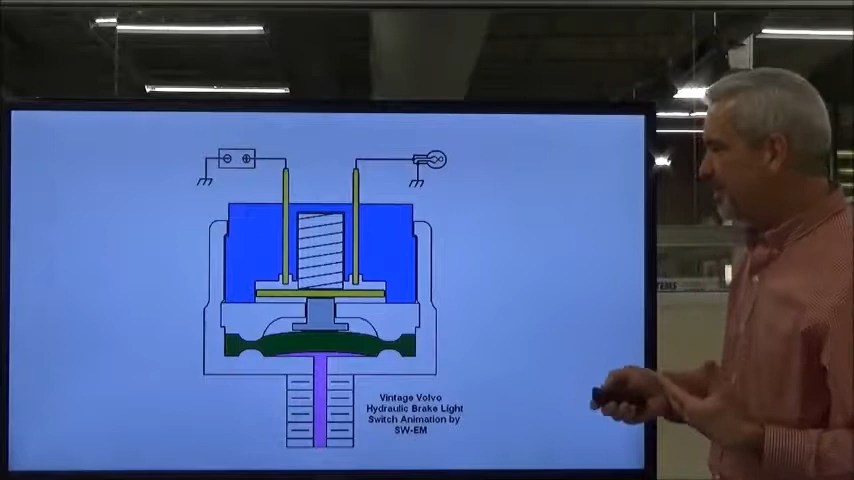 Vintage Volvo
Hydraulic Brake Light
Switch Animation by
SW-EM